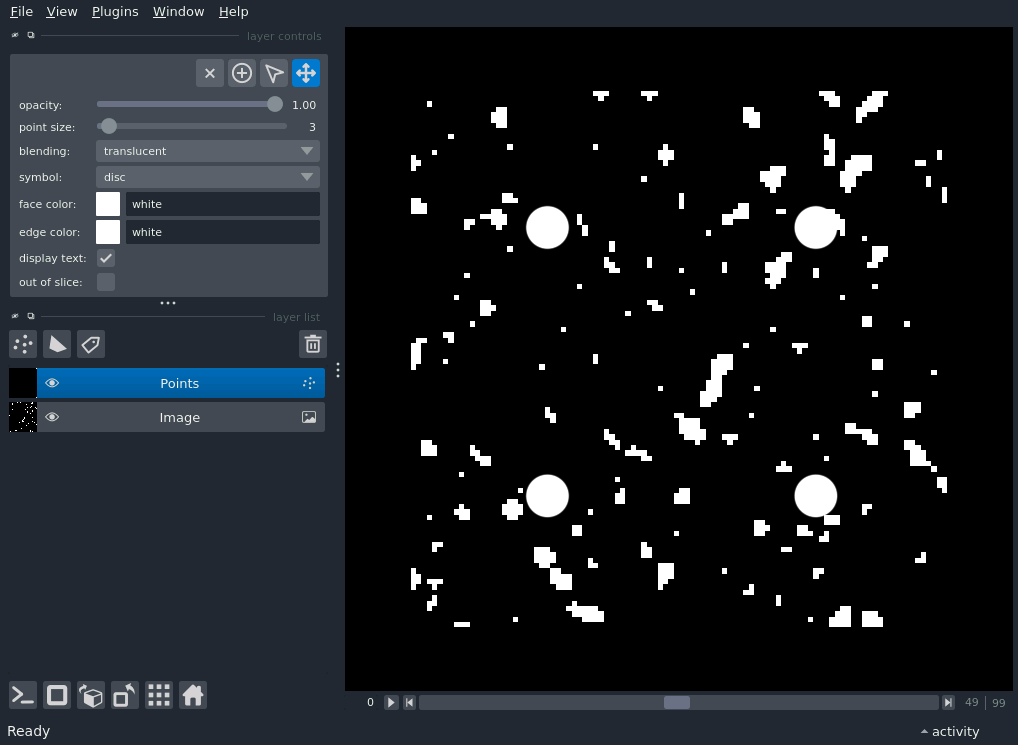 File View Plugins Window Help
layer controls
opacity: 1.00
point size: 3
blending: translucent
symbol: disc
face color: white
edge color: white
display text:
out of slice:
layer list
Points
Image
0 49 | 99
Ready activity